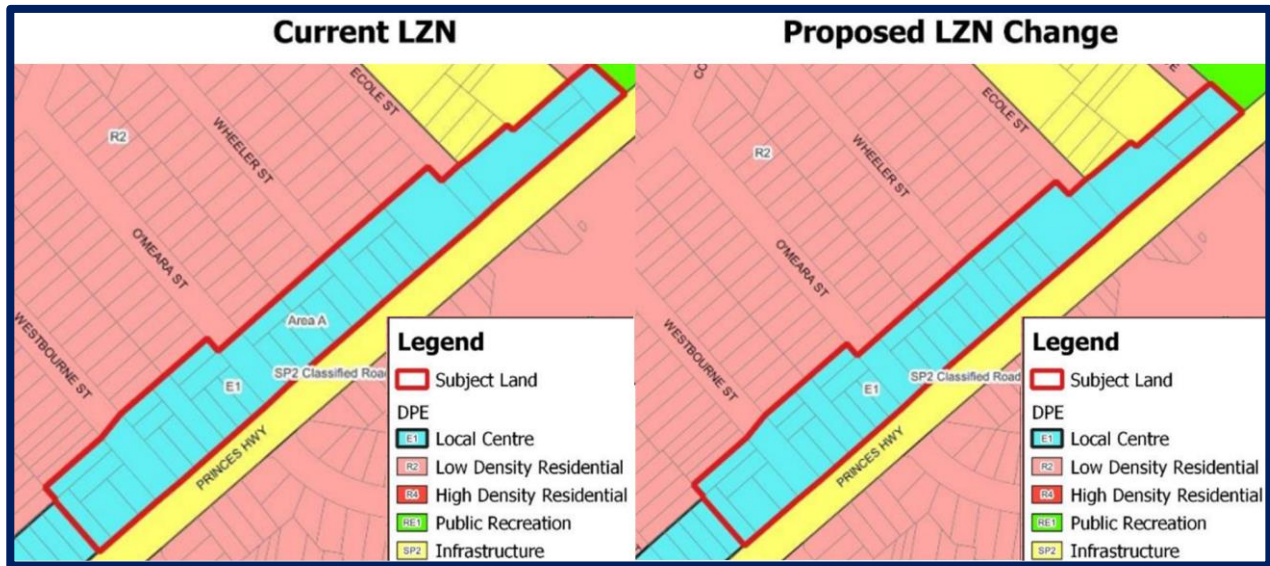 Current LZN
Proposed LZN Change
ECOLE ST
R2
WHEELER ST
O'MEARA ST
Area A
WESTBOURNE ST
E1
SP2 Classified Road
PRINCES HWY
Legend
Subject Land
DPE
E1 Local Centre
R2 Low Density Residential
R4 High Density Residential
RE1 Public Recreation
SP2 Infrastructure
CO
ECOLE ST
R2
WHEELER ST
O'MEARA ST
WESTBOURNE ST
E1
SP2 Classified Road
PRINCES HWY
Legend
Subject Land
DPE
E1 Local Centre
R2 Low Density Residential
R4 High Density Residential
RE1 Public Recreation
SP2 Infrastructure